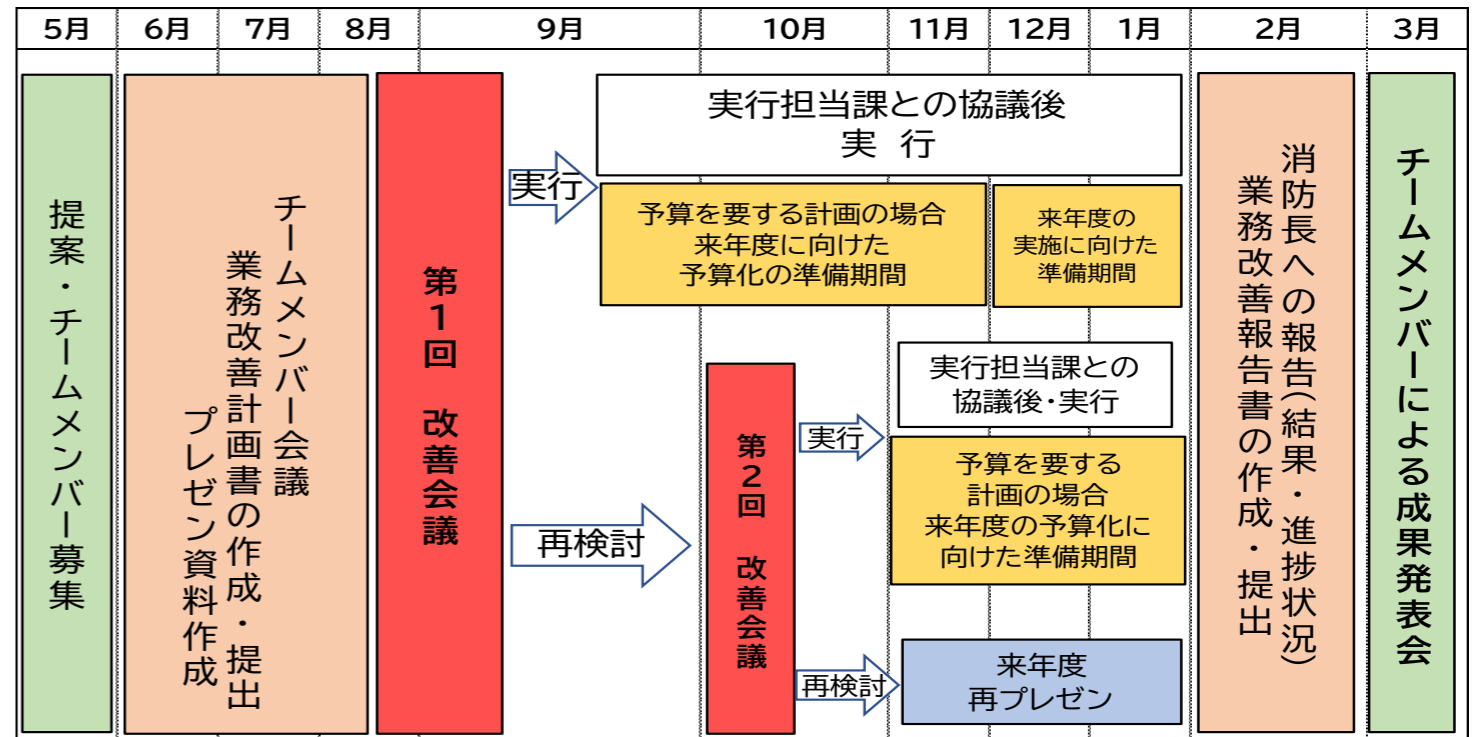 5月
6月
7月
8月
9月
10月
11月
12月
1月
2月
3月
提案・チームメンバー募集
チームメンバー会議
業務改善計画書の作成・提出
プレゼン資料作成
第1回 改善会議
実行
実行担当課との協議後
実 行
予算を要する計画の場合
来年度に向けた
予算化の準備期間
来年度の
実施に向けた
準備期間
再検討
第2回 改善会議
実行
実行担当課との
協議後・実行
予算を要する
計画の場合
来年度の予算化に
向けた準備期間
再検討
来年度
再プレゼン
消防長への報告(結果・進捗状況)
業務改善報告書の作成・提出
チームメンバーによる成果発表会